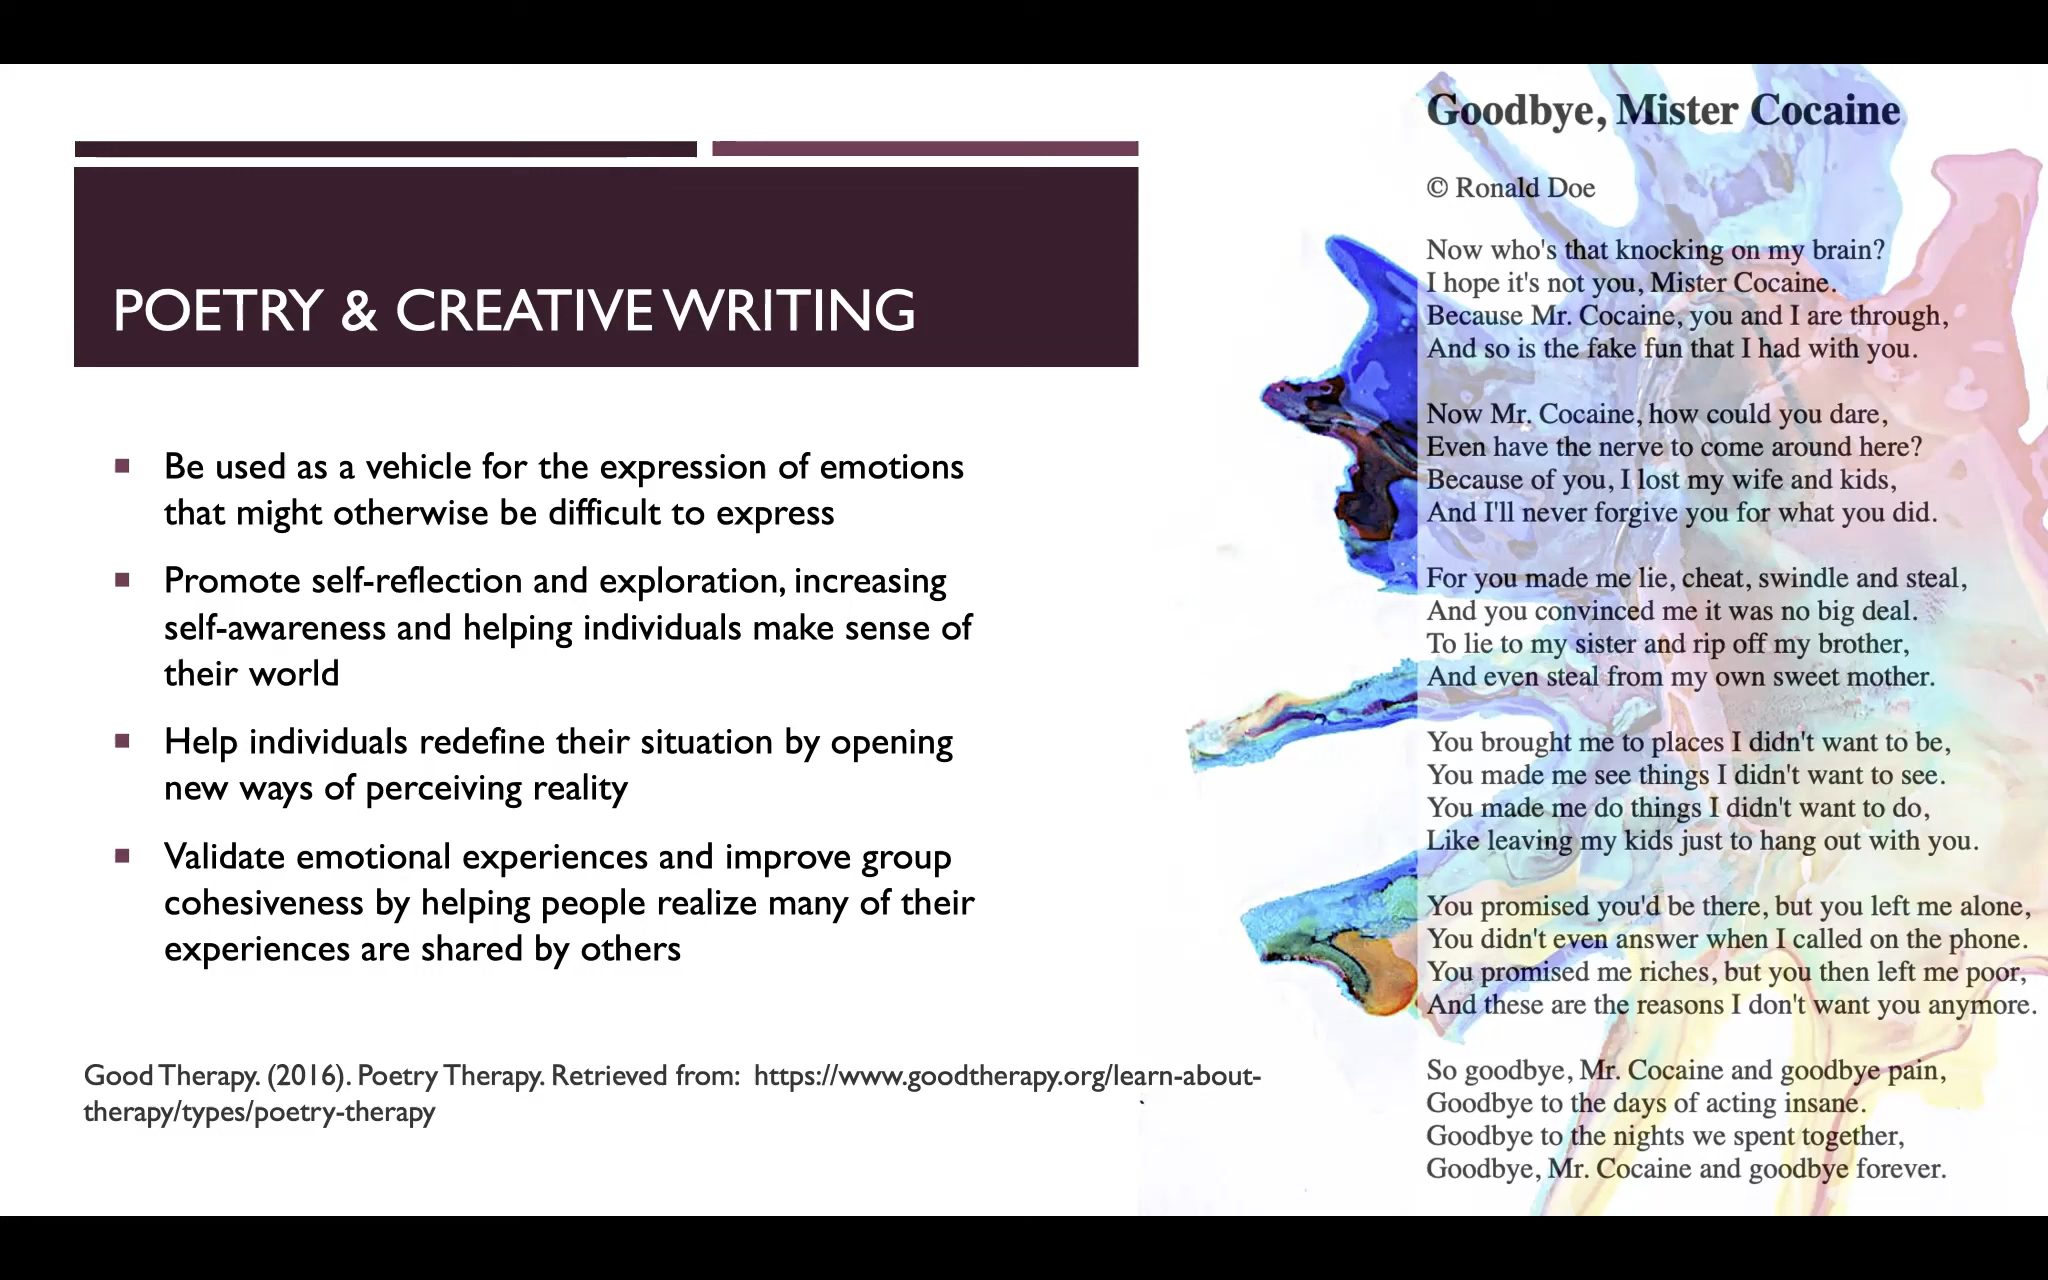 POETRY & CREATIVE WRITING
Be used as a vehicle for the expression of emotions
that might otherwise be difficult to express
Promote self-reflection and exploration, increasing
self-awareness and helping individuals make sense of
their world
Help individuals redefine their situation by opening
new ways of perceiving reality
Validate emotional experiences and improve group
cohesiveness by helping people realize many of their
experiences are shared by others
Good Therapy. (2016). Poetry Therapy. Retrieved from: https://www.goodtherapy.org/learn-about-
therapy/types/poetry-therapy
Goodbye, Mister Cocaine
© Ronald Doe
Now who's that knocking on my brain?
I hope it's not you, Mister Cocaine.
Because Mr. Cocaine, you and I are through,
And so is the fake fun that I had with you.
Now Mr. Cocaine, how could you dare,
Even have the nerve to come around here?
Because of you, I lost my wife and kids,
And I'll never forgive you for what you did.
For you made me lie, cheat, swindle and steal,
And you convinced me it was no big deal.
To lie to my sister and rip off my brother,
And even steal from my own sweet mother.
You brought me to places I didn't want to be,
You made me see things I didn't want to see.
You made me do things I didn't want to do,
Like leaving my kids just to hang out with you.
You promised you'd be there, but you left me alone,
You didn't even answer when I called on the phone.
You promised me riches, but you then left me poor,
And these are the reasons I don't want you anymore.
So goodbye, Mr. Cocaine and goodbye pain,
Goodbye to the days of acting insane.
Goodbye to the nights we spent together,
Goodbye, Mr. Cocaine and goodbye forever.